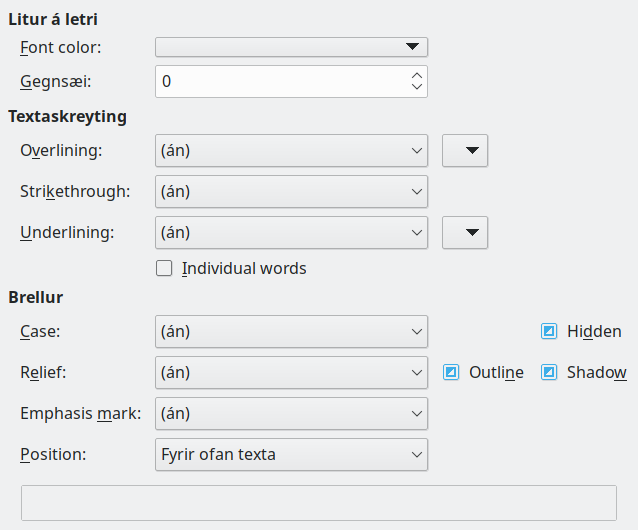 Litur á letri
Font color:
Gegnsæi: 0
Textaskreyting
Overlining: (án)
Strikethrough: (án)
Underlining: (án)
Individual words
Brellur
Case: (án) Hidden
Relief: (án) Outline Shadow
Emphasis mark: (án)
Position: Fyrir ofan texta